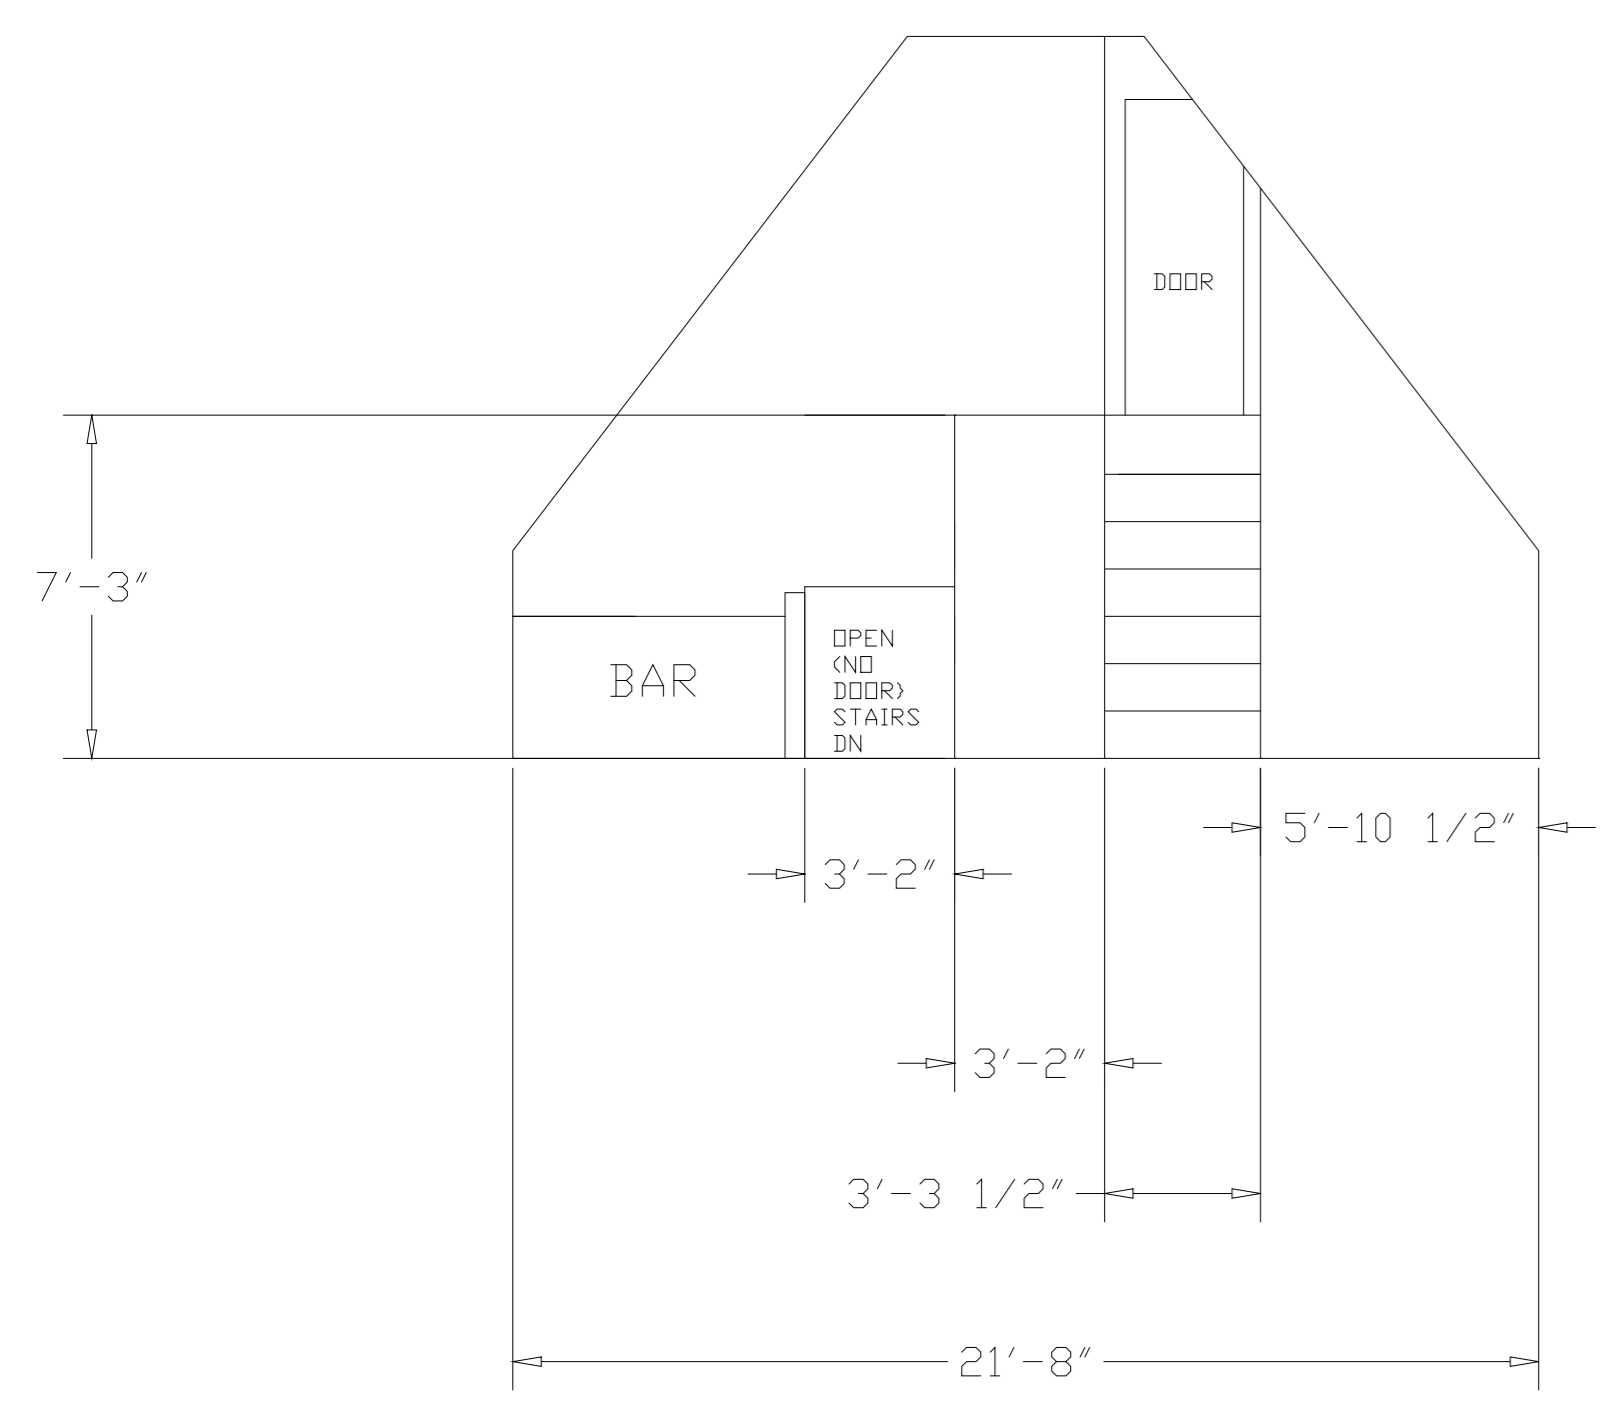 DOOR
7'-3"
BAR
OPEN
(NO
DOOR)
STAIRS
DN
5'-10 1/2"
3'-2"
3'-2"
3'-3 1/2"
21'-8"